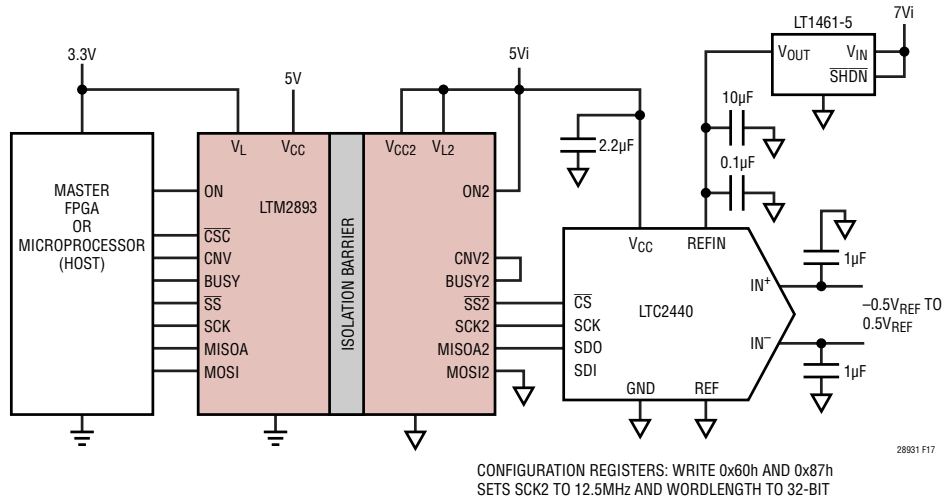 LT1461-5
7Vi
VOUT
VIN
SHDN
3.3V
5V
5Vi
10µF
0.1µF
2.2µF
VL
VCC
VCC2
VL2
MASTER
FPGA
OR
MICROPROCESSOR
(HOST)
ON
CSC
CNV
BUSY
SS
SCK
MISOA
MOSI
LTM2893
ISOLATION BARRIER
ON2
CNV2
BUSY2
SS2
SCK2
MISOA2
MOSI2
VCC
REFIN
CS
SCK
SDO
SDI
LTC2440
GND
REF
IN+
IN–
1µF
–0.5VREF TO
0.5VREF
1µF
28931 F17
CONFIGURATION REGISTERS: WRITE 0x60h AND 0x87h
SETS SCK2 TO 12.5MHz AND WORDLENGTH TO 32-BIT